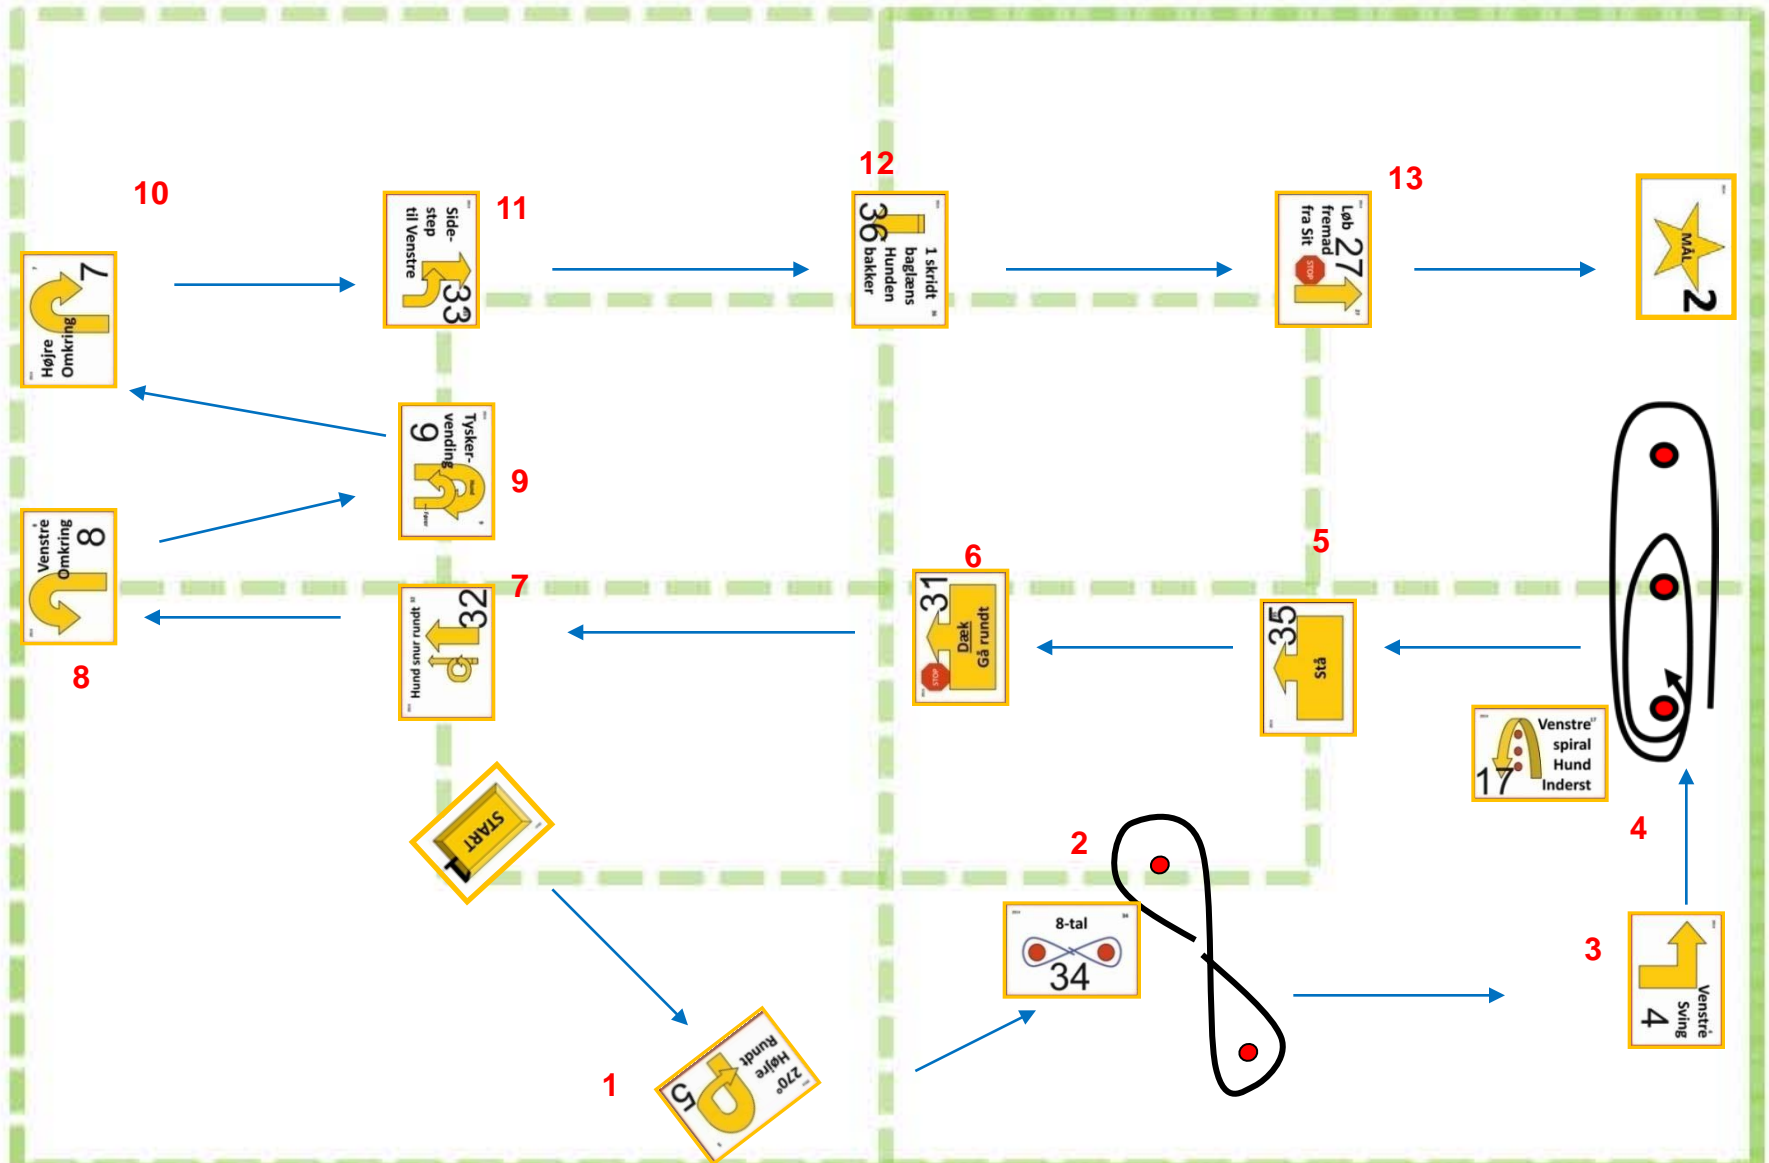 10
7
Højre
Omkring
11
Side-
step
til Venstre
33
12
36
1 skridt
baglæns
Hunden
bakker
13
27
Løb
fremad
fra Sit
STOP
MÅL
2
9
Tysker-
vending
9
Hund
8
Venstre
Omkring
8
7
32
Hund snur rundt
6
31
Dæk
Gå rundt
STOP
5
35
Stå
Venstre
spiral
Hund
Inderst
17
4
START
1
2
8-tal
34
3
Venstre
Sving
4
1
270°
Højre
Rundt
5